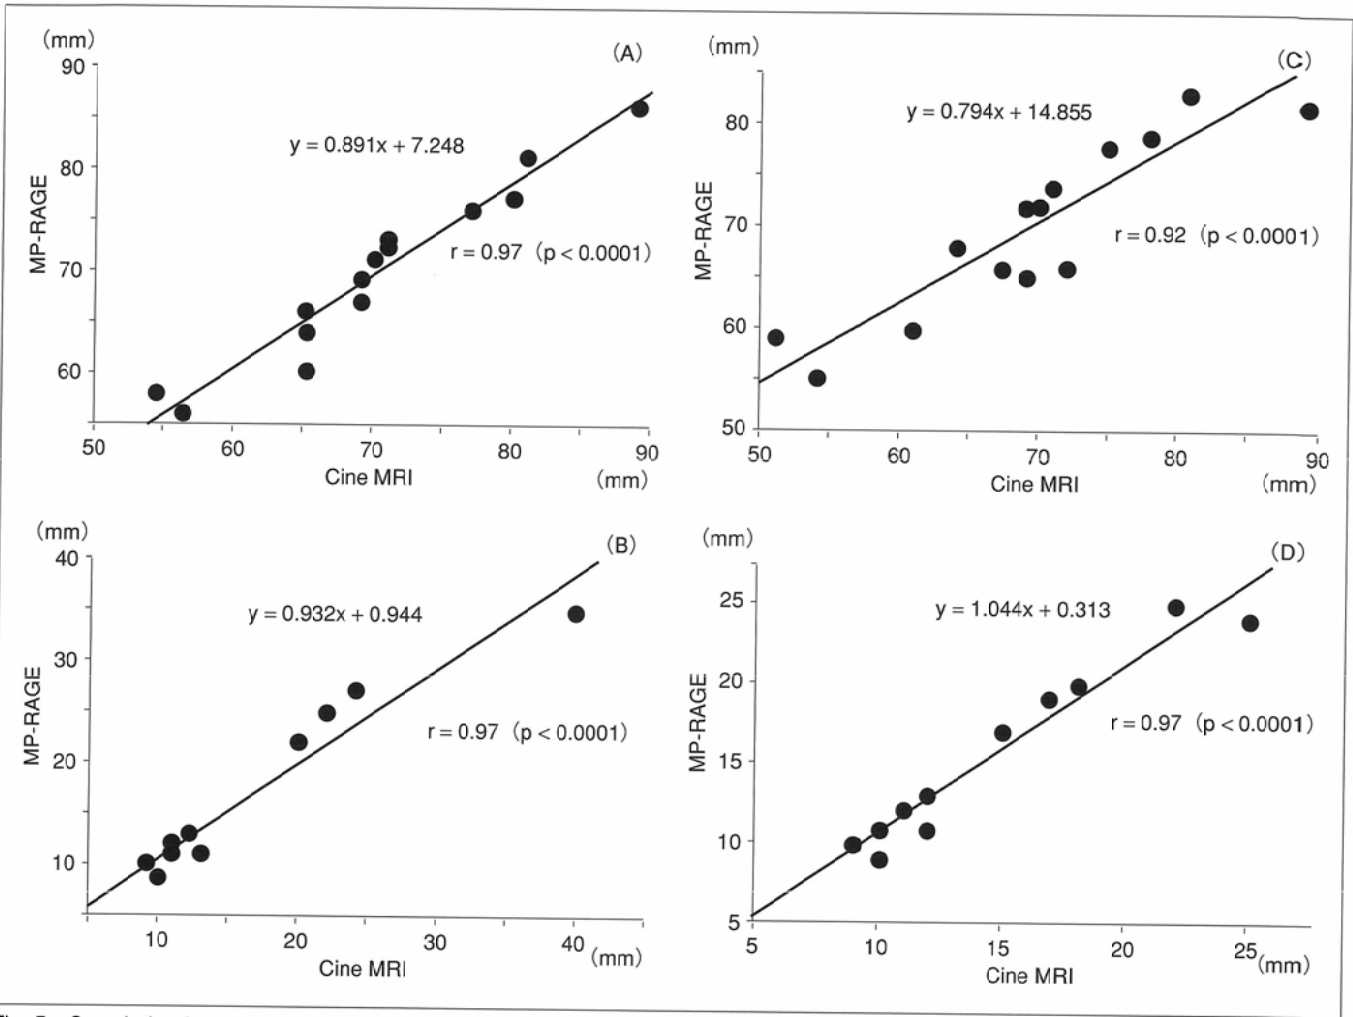 (mm)
(A)
90
y = 0.891x + 7.248
80
MP-RAGE
r = 0.97 (p < 0.0001)
70
60
50 60 70 80 90
Cine MRI (mm)
(mm)
(C)
y = 0.794x + 14.855
80
MP-RAGE
70
r = 0.92 (p < 0.0001)
60
50
50 60 70 80 90
Cine MRI (mm)
(mm)
(B)
40
y = 0.932x + 0.944
30
MP-RAGE
r = 0.97 (p < 0.0001)
20
10
10 20 30 40 (mm)
Cine MRI
(mm)
(D)
25
y = 1.044x + 0.313
20
MP-RAGE
r = 0.97 (p < 0.0001)
15
10
5
5 10 15 20 25 (mm)
Cine MRI